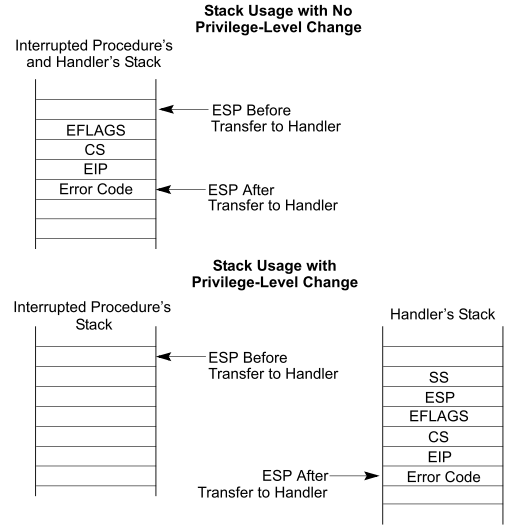 Stack Usage with No
Privilege-Level Change
Interrupted Procedure's
and Handler's Stack
ESP Before
Transfer to Handler
EFLAGS
CS
EIP
Error Code
ESP After
Transfer to Handler
Stack Usage with
Privilege-Level Change
Interrupted Procedure's
Stack
Handler's Stack
ESP Before
Transfer to Handler
SS
ESP
EFLAGS
CS
EIP
ESP After
Transfer to Handler
Error Code